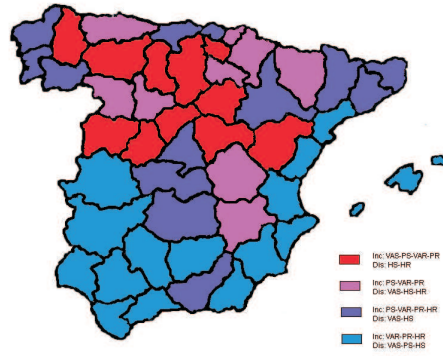 Inc: VAS-PS-VAR-PR
Dis: HS-HR
Inc: PS-VAR-PR
Dis: VAS-HS-HR
Inc: PS-VAR-PR-HR
Dis: VAS-HS
Inc: VAR-PR-HR
Dis: VAS-PS-HS